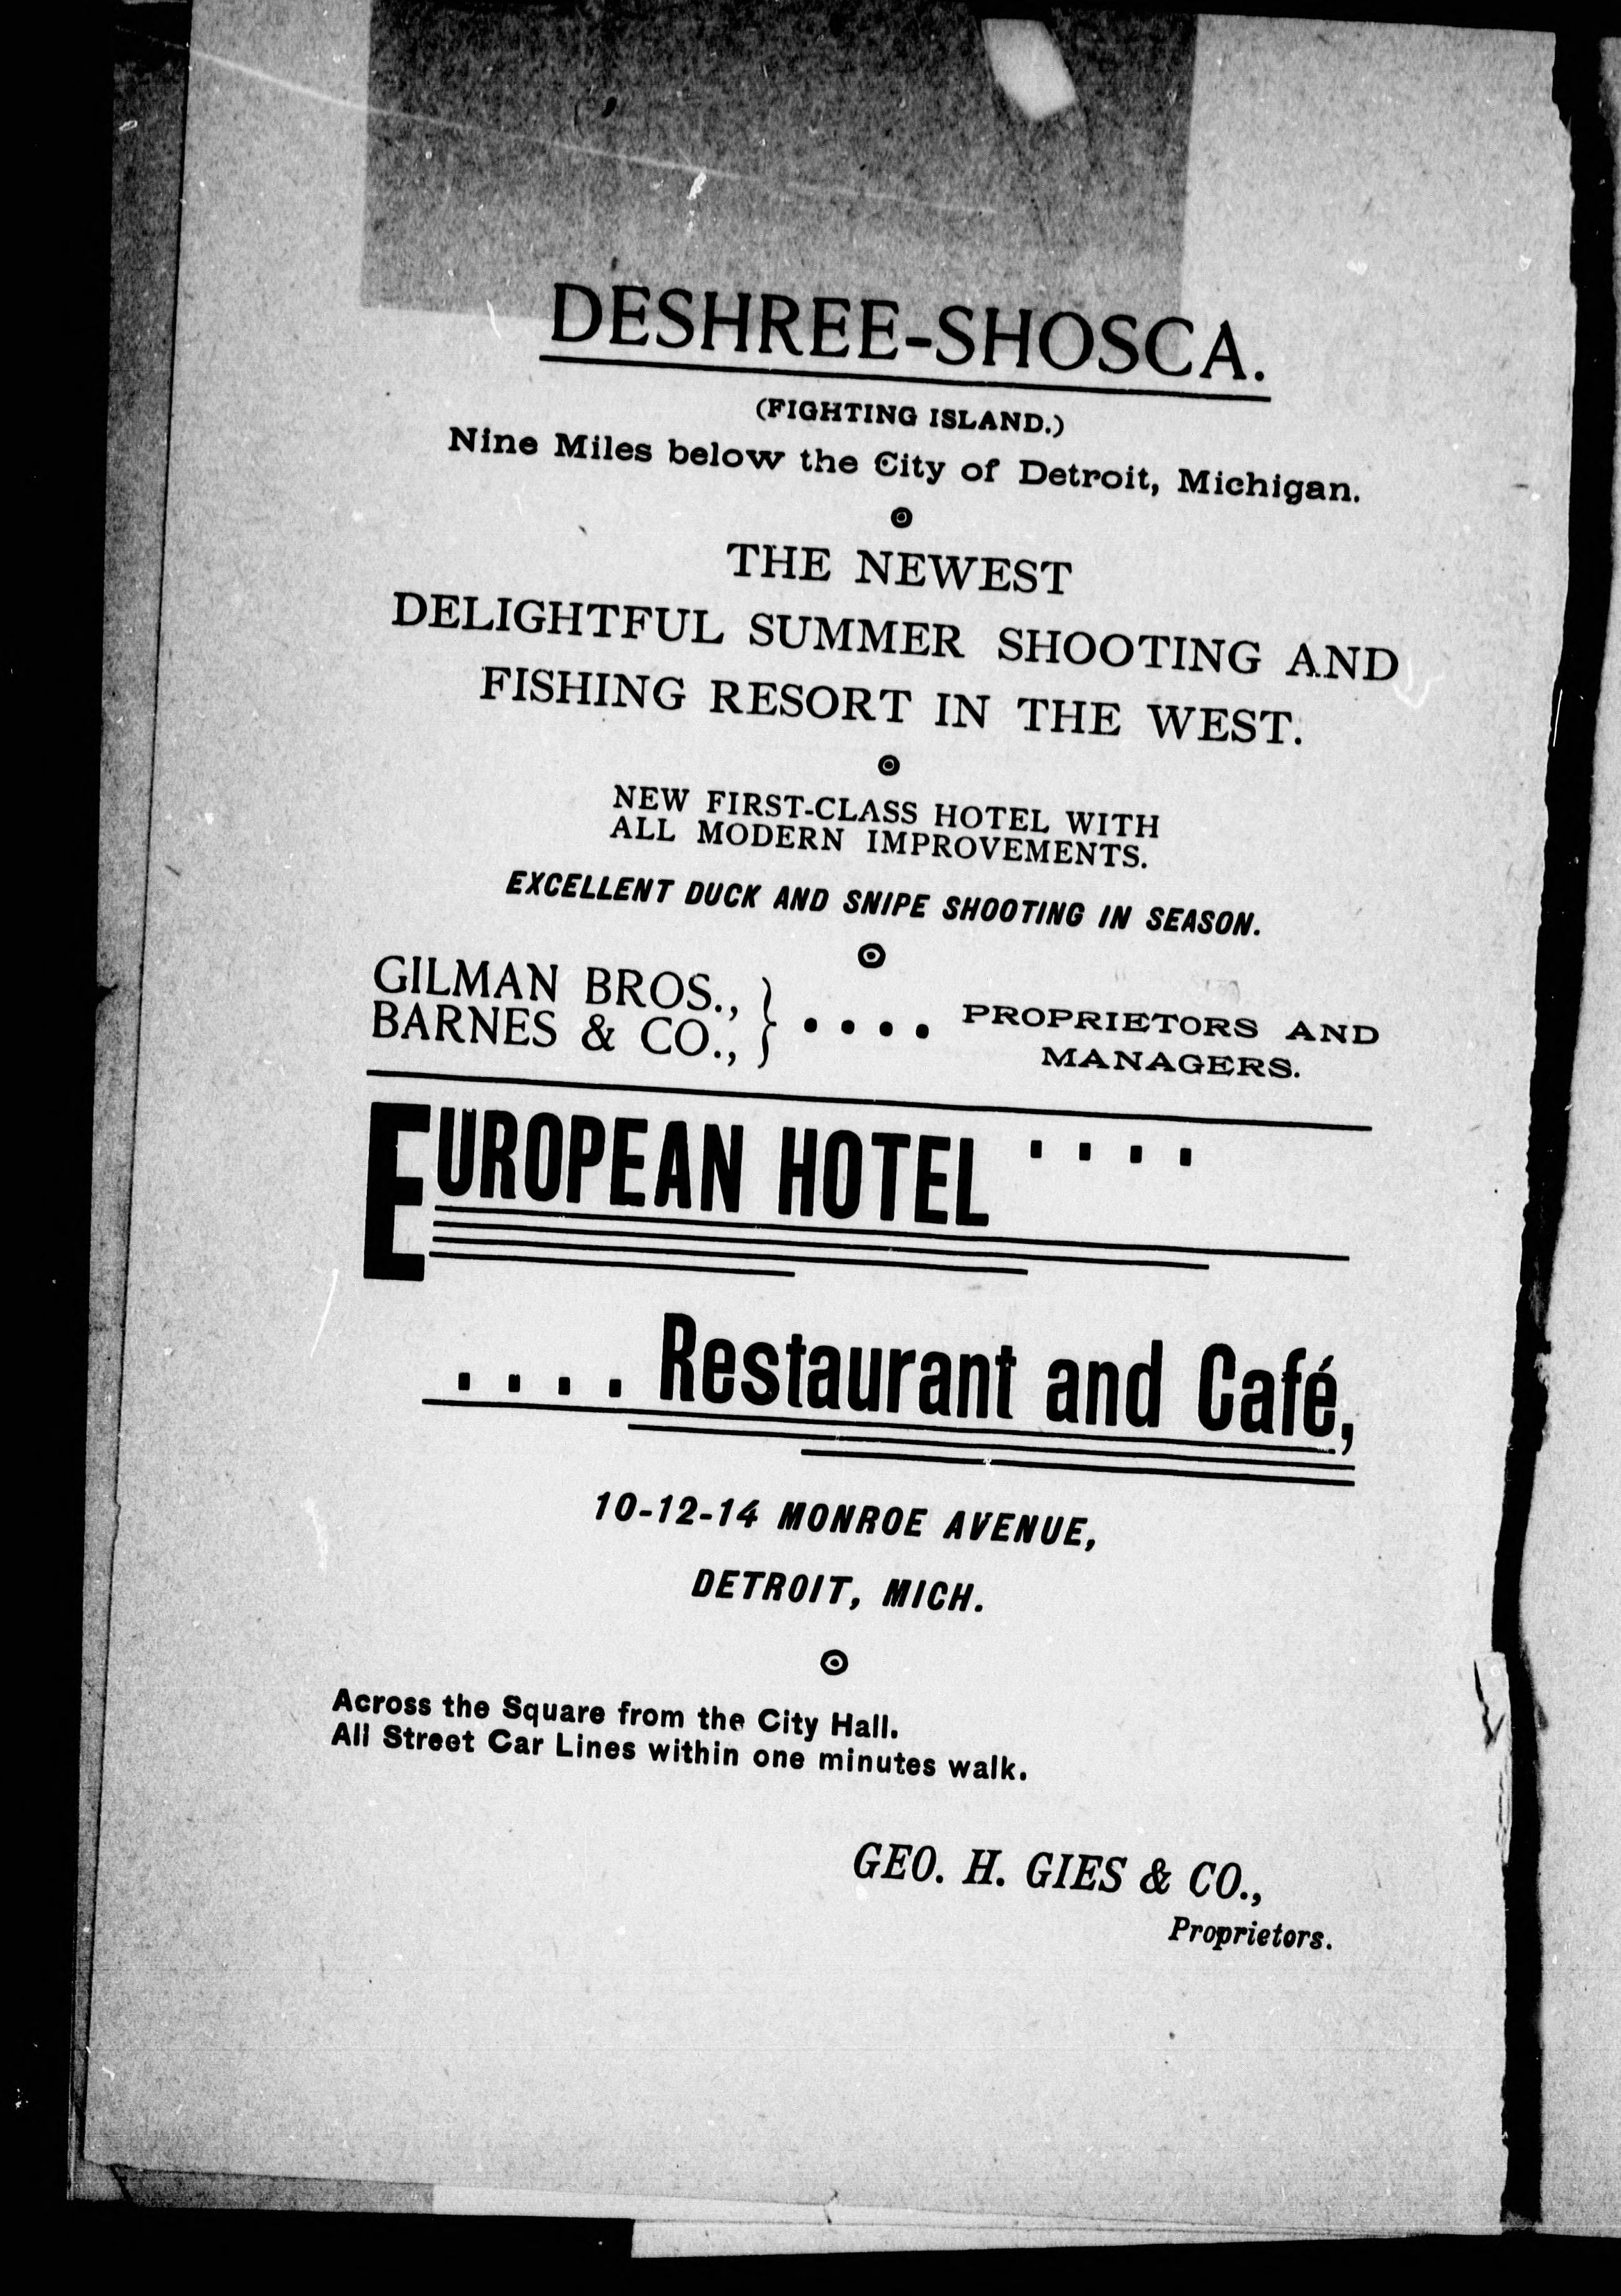 DESHREE-SHOSCA.
(FIGHTING ISLAND.)
Nine Miles below the City of Detroit, Michigan.
THE NEWEST
DELIGHTFUL SUMMER SHOOTING AND
FISHING RESORT IN THE WEST.
NEW FIRST-CLASS HOTEL WITH
ALL MODERN IMPROVEMENTS.
EXCELLENT DUCK AND SNIPE SHOOTING IN SEASON.
GILMAN BROS.,
BARNES & CO., } . . . . PROPRIETORS AND
MANAGERS.
EUROPEAN HOTEL . . . .
. . . . Restaurant and Café,
10-12-14 MONROE AVENUE,
DETROIT, MICH.
Across the Square from the City Hall.
All Street Car Lines within one minutes walk.
GEO. H. GIES & CO.,
Proprietors.